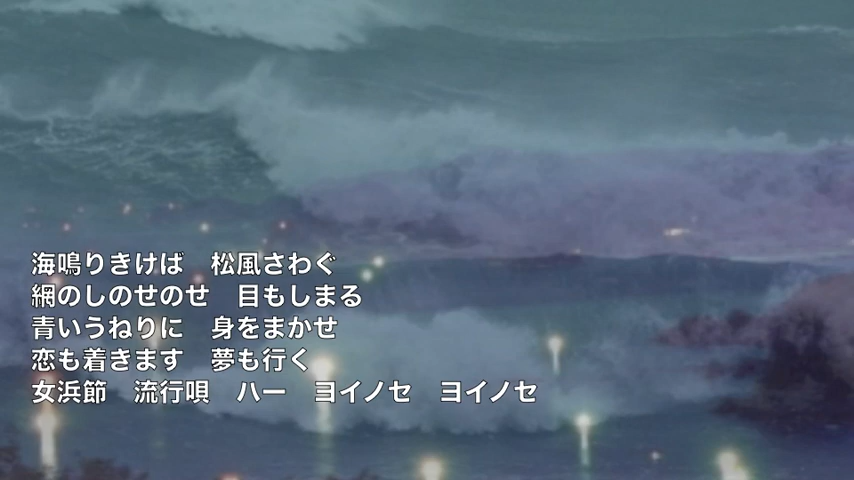 海鳴りきけば　松風さわぐ
網のしのせのせ　目もしまる
青いうねりに　身をまかせ
恋も着きます　夢も行く
女浜節　流行唄　ハー　ヨイノセ　ヨイノセ